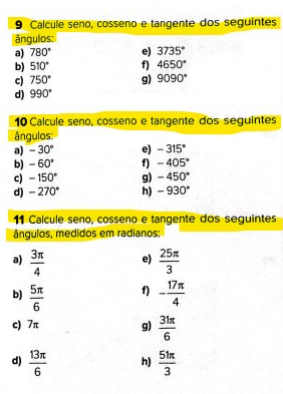 9 Calcule seno, cosseno e tangente dos seguintes
ângulos:
a) 780° e) 3735°
b) 510° f) 4650°
c) 750° g) 9090°
d) 990°
10 Calcule seno, cosseno e tangente dos seguintes
ângulos:
a) – 30° e) – 315°
b) – 60° f) – 405°
c) – 150° g) – 450°
d) – 270° h) – 930°
11 Calcule seno, cosseno e tangente dos seguintes
ângulos, medidos em radianos:
a) 3π/4 e) 25π/3
b) 5π/6 f) –17π/4
c) 7π g) 31π/6
d) 13π/6 h) 51π/3